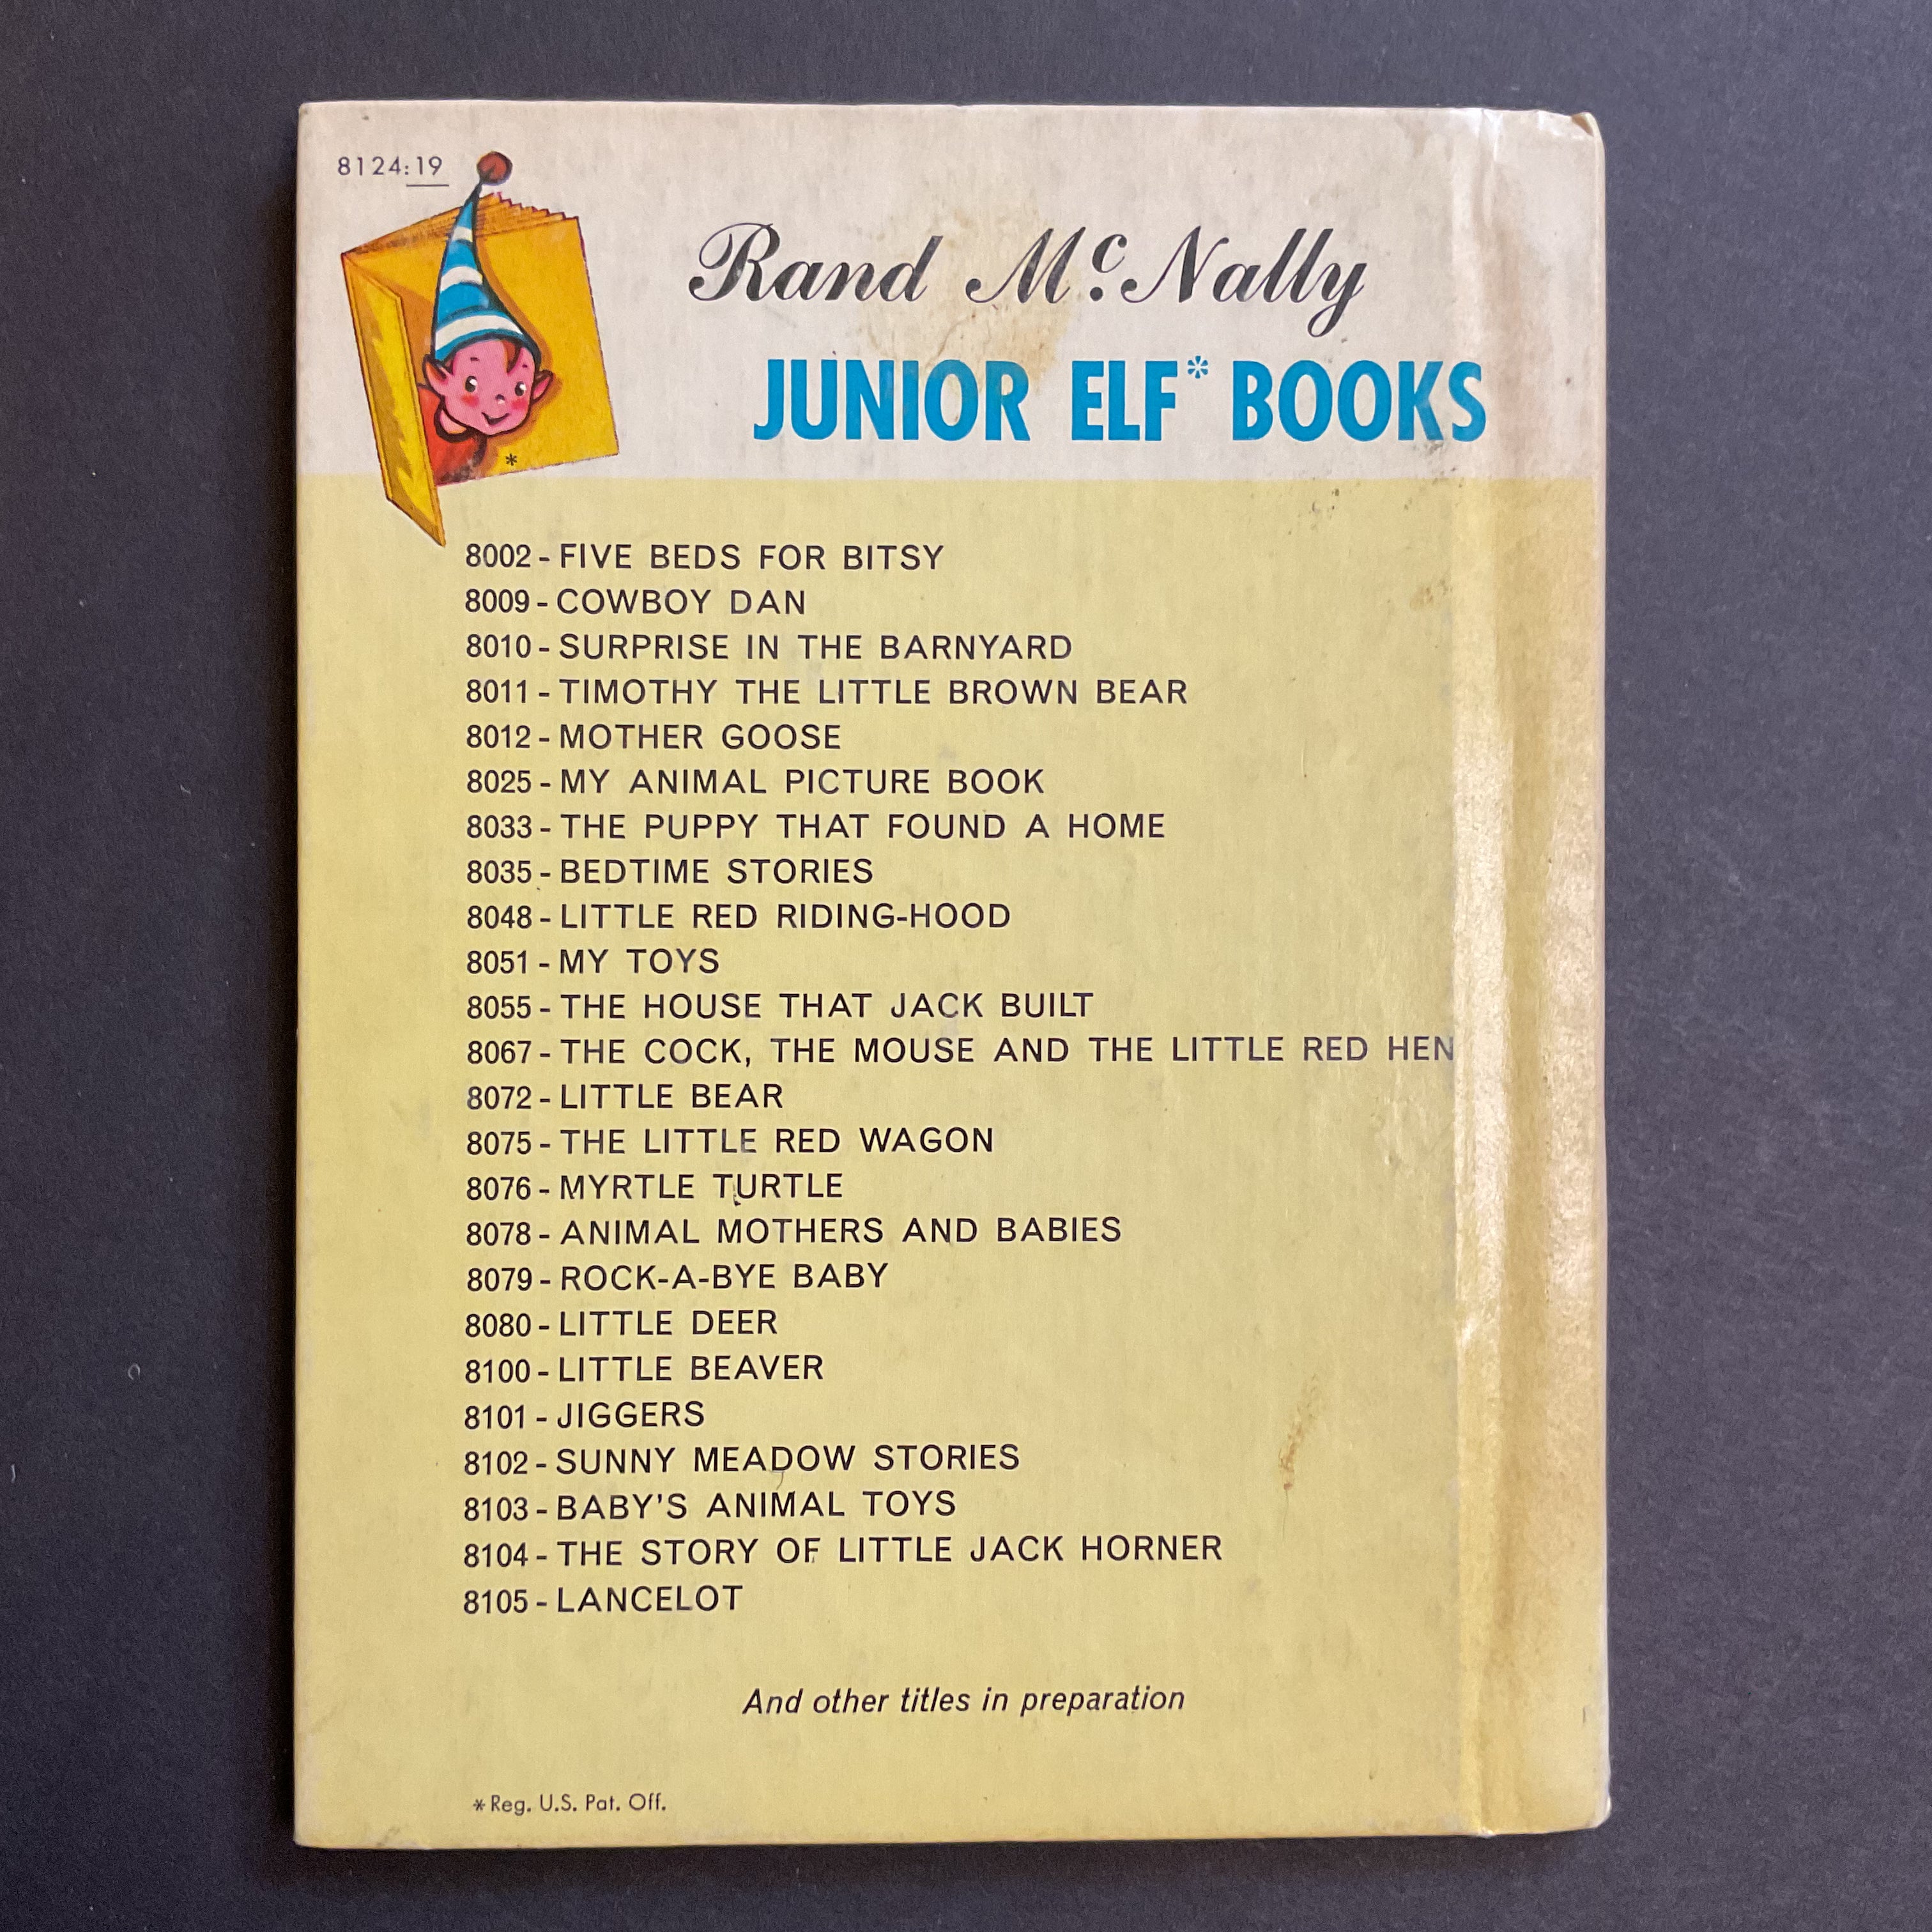 8124:19
Rand McNally
JUNIOR ELF* BOOKS
*
8002 - FIVE BEDS FOR BITSY
8009 - COWBOY DAN
8010 - SURPRISE IN THE BARNYARD
8011 - TIMOTHY THE LITTLE BROWN BEAR
8012 - MOTHER GOOSE
8025 - MY ANIMAL PICTURE BOOK
8033 - THE PUPPY THAT FOUND A HOME
8035 - BEDTIME STORIES
8048 - LITTLE RED RIDING-HOOD
8051 - MY TOYS
8055 - THE HOUSE THAT JACK BUILT
8067 - THE COCK, THE MOUSE AND THE LITTLE RED HEN
8072 - LITTLE BEAR
8075 - THE LITTLE RED WAGON
8076 - MYRTLE TURTLE
8078 - ANIMAL MOTHERS AND BABIES
8079 - ROCK-A-BYE BABY
8080 - LITTLE DEER
8100 - LITTLE BEAVER
8101 - JIGGERS
8102 - SUNNY MEADOW STORIES
8103 - BABY'S ANIMAL TOYS
8104 - THE STORY OF LITTLE JACK HORNER
8105 - LANCELOT
And other titles in preparation
* Reg. U.S. Pat. Off.